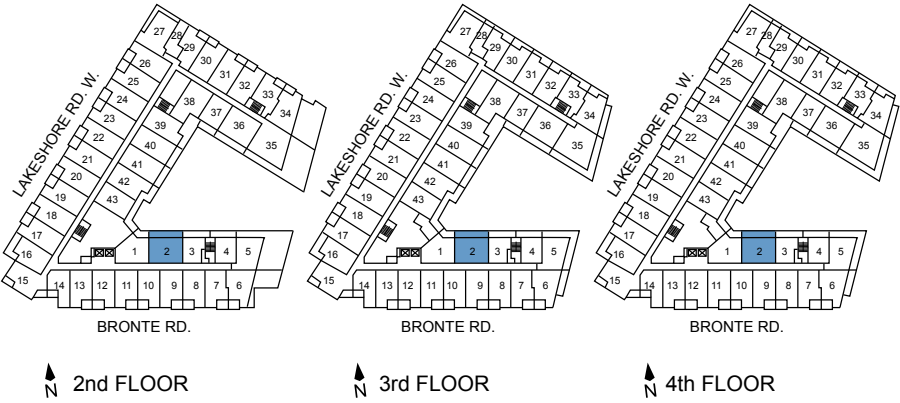 27 28 29 30 31 32 33 34
26 25 24 23 22 21 20 19 18 17 16 15
38 37 36 35
39 40 41 42 43
1 2 3 4 5
14 13 12 11 10 9 8 7 6
LAKESHORE RD. W.
BRONTE RD.
N 2nd FLOOR
27 28 29 30 31 32 33 34
26 25 24 23 22 21 20 19 18 17 16 15
38 37 36 35
39 40 41 42 43
1 2 3 4 5
14 13 12 11 10 9 8 7 6
LAKESHORE RD. W.
BRONTE RD.
N 3rd FLOOR
27 28 29 30 31 32 33 34
26 25 24 23 22 21 20 19 18 17 16 15
38 37 36 35
39 40 41 42 43
1 2 3 4 5
14 13 12 11 10 9 8 7 6
LAKESHORE RD. W.
BRONTE RD.
N 4th FLOOR